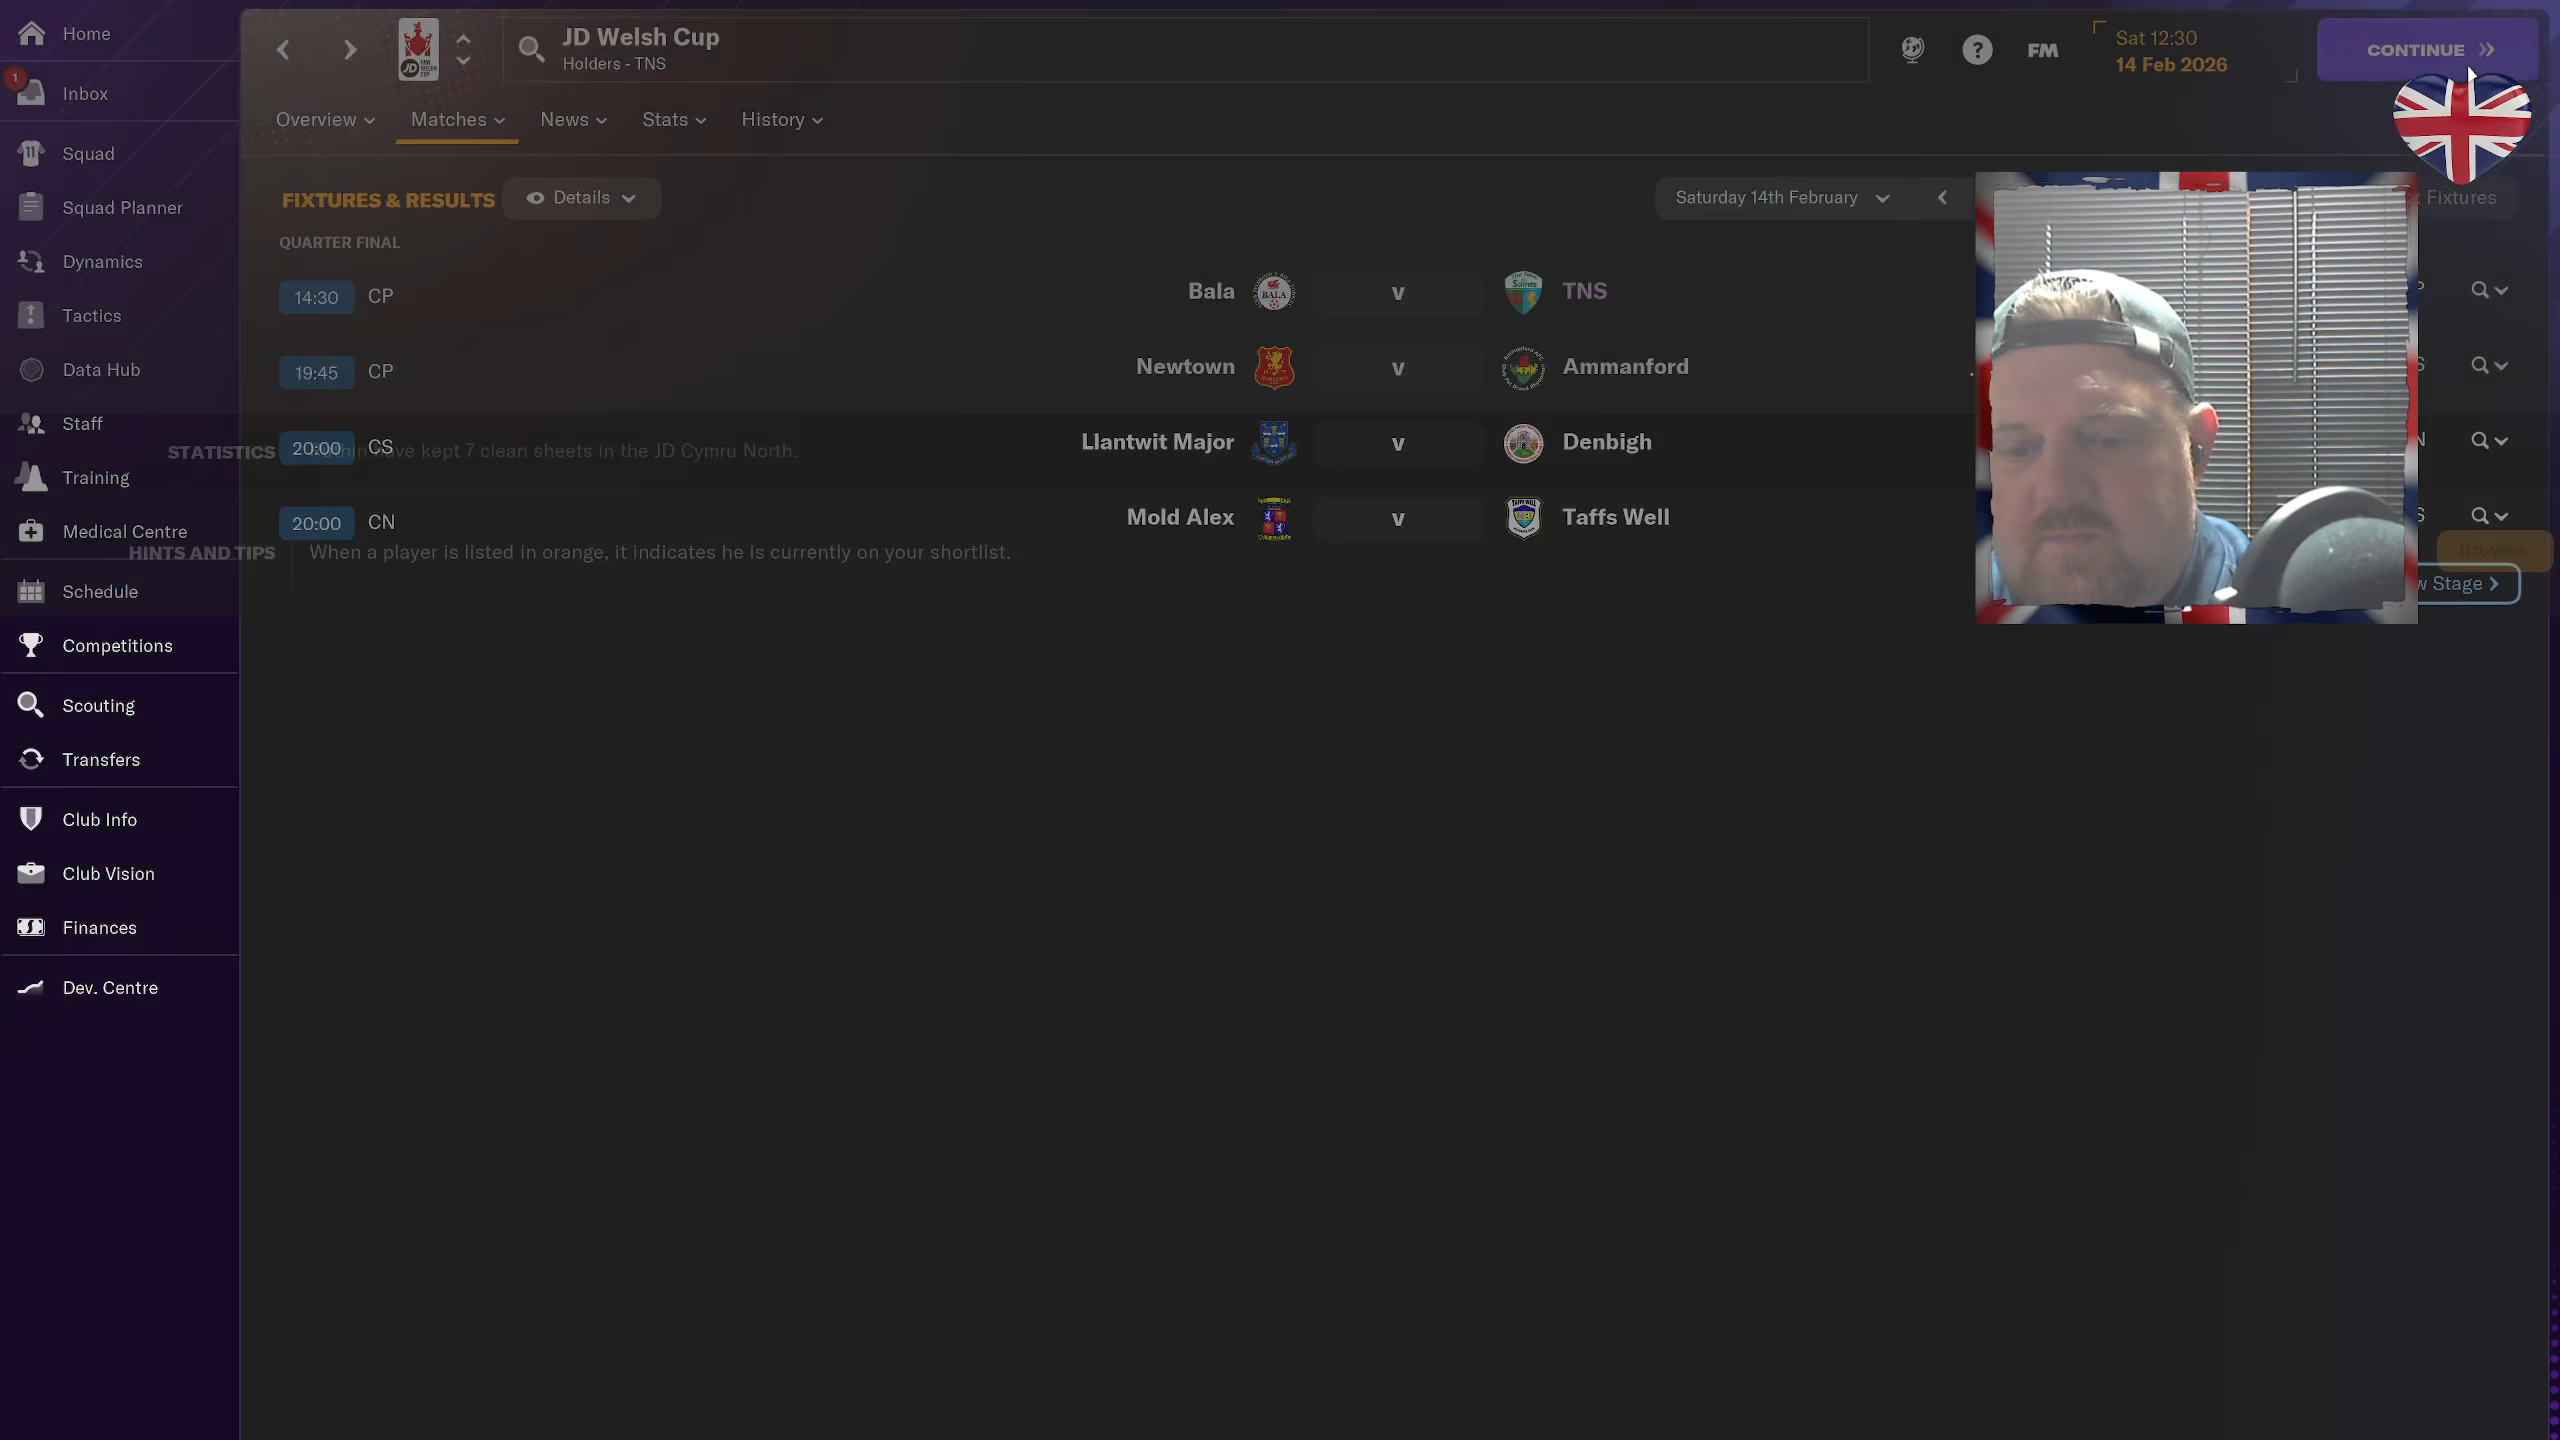 Home
JD Welsh Cup
Holders - TNS
FM
Sat 12:30
14 Feb 2026
CONTINUE
1
Inbox
Overview
Matches
News
Stats
History
Squad
FIXTURES & RESULTS
Details
Saturday 14th February
Fixtures
Squad Planner
QUARTER FINAL
Dynamics
14:30 CP Bala v TNS
Tactics
Data Hub
19:45 CP Newtown v Ammanford
Staff
20:00 CS Llantwit Major v Denbigh
STATISTICS
have kept 7 clean sheets in the JD Cymru North.
Training
20:00 CN Mold Alex v Taffs Well
Medical Centre
HINTS AND TIPS
When a player is listed in orange, it indicates he is currently on your shortlist.
Browse
Stage
Schedule
Competitions
Scouting
Transfers
Club Info
Club Vision
Finances
Dev. Centre